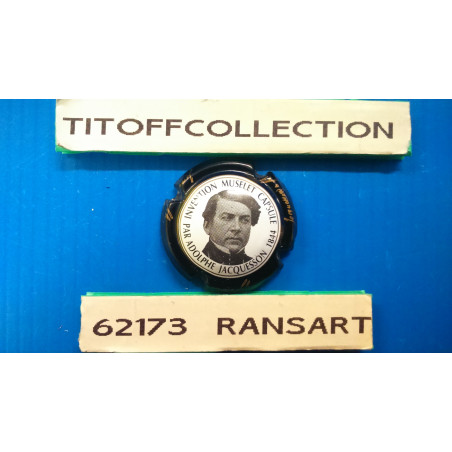 TITOFFCOLLECTION
INVENTION MUSELET CAPSULE
PAR ADOLPHE JACQUESSON 1844
62173 RANSART